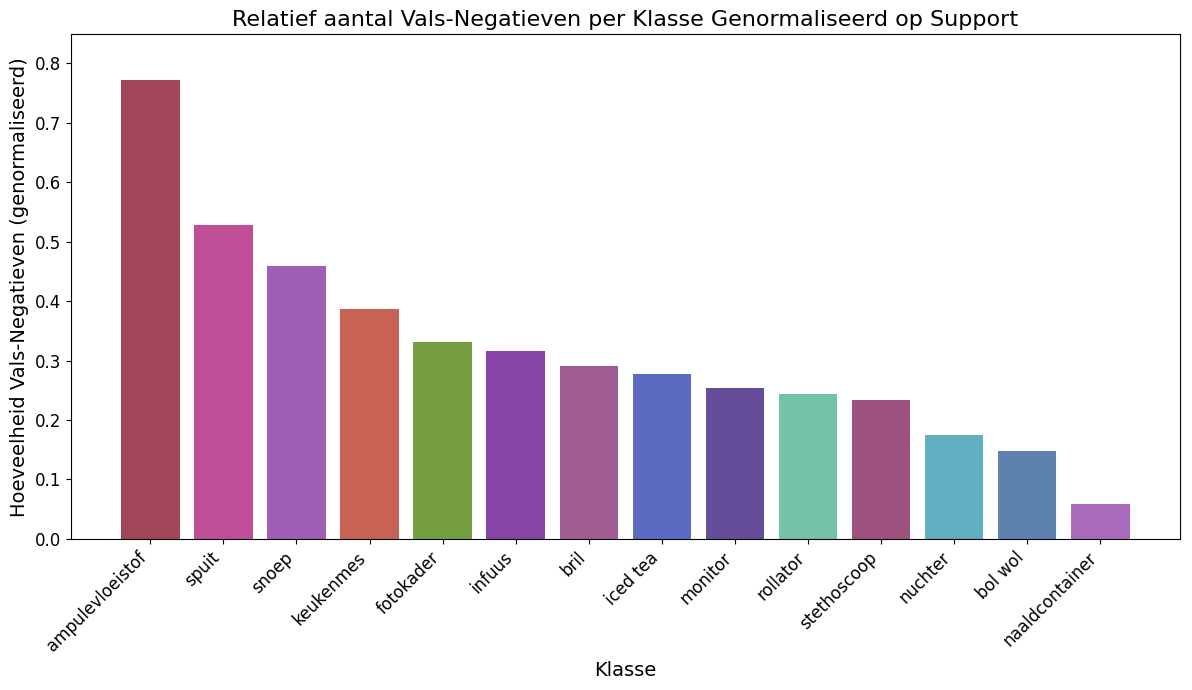 Relatief aantal Vals-Negatieven per Klasse Genormaliseerd op Support
Hoeveelheid Vals-Negatieven (genormaliseerd)
0.8
0.7
0.6
0.5
0.4
0.3
0.2
0.1
0.0
ampulevloeistof
spuit
snoep
keukenmes
fotokader
infuus
bril
iced tea
monitor
rollator
stethoscoop
nuchter
bol wol
naaldcontainer
Klasse